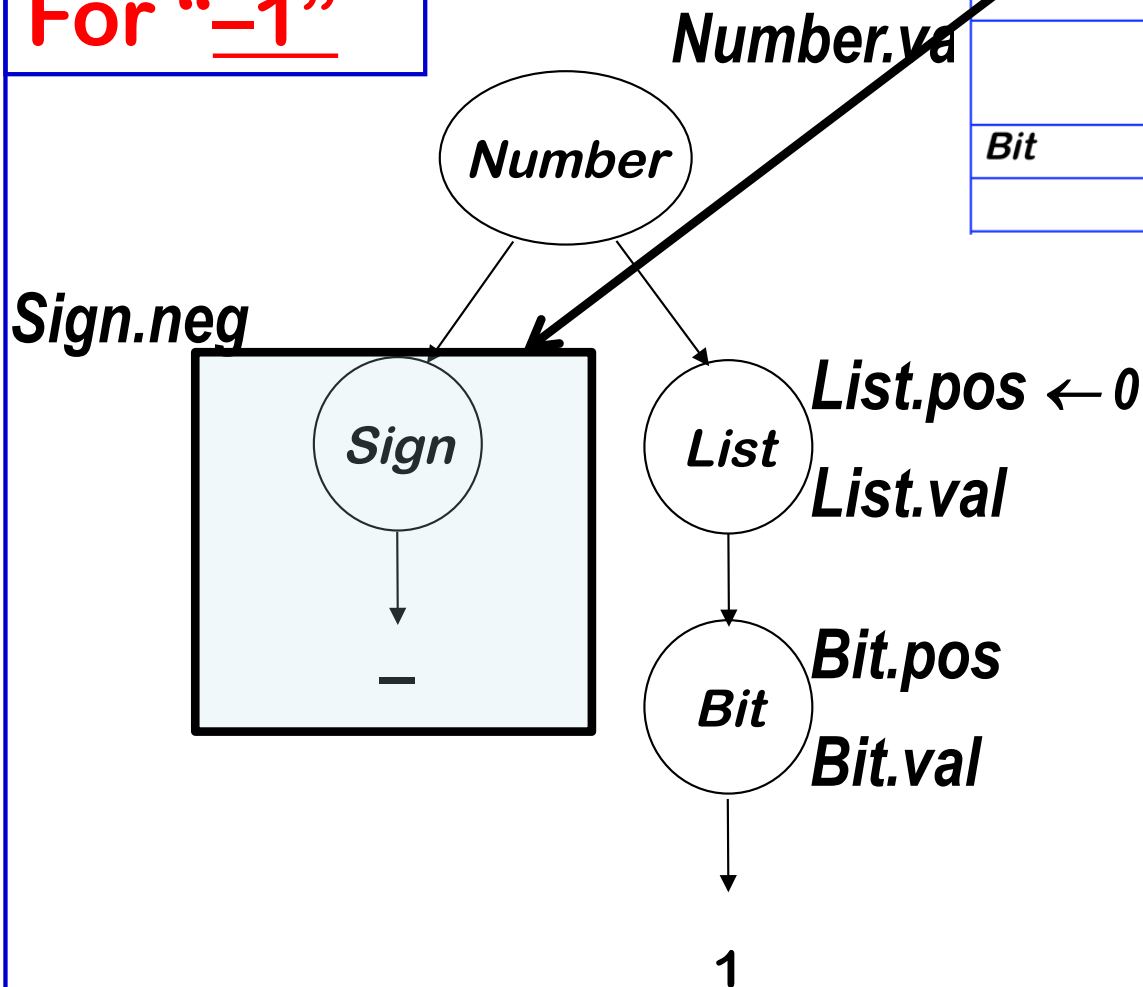 For “–1”
Number.va
Bit
Number
Sign.neg
Sign
List
List.pos ← 0
List.val
–
Bit
Bit.pos
Bit.val
1